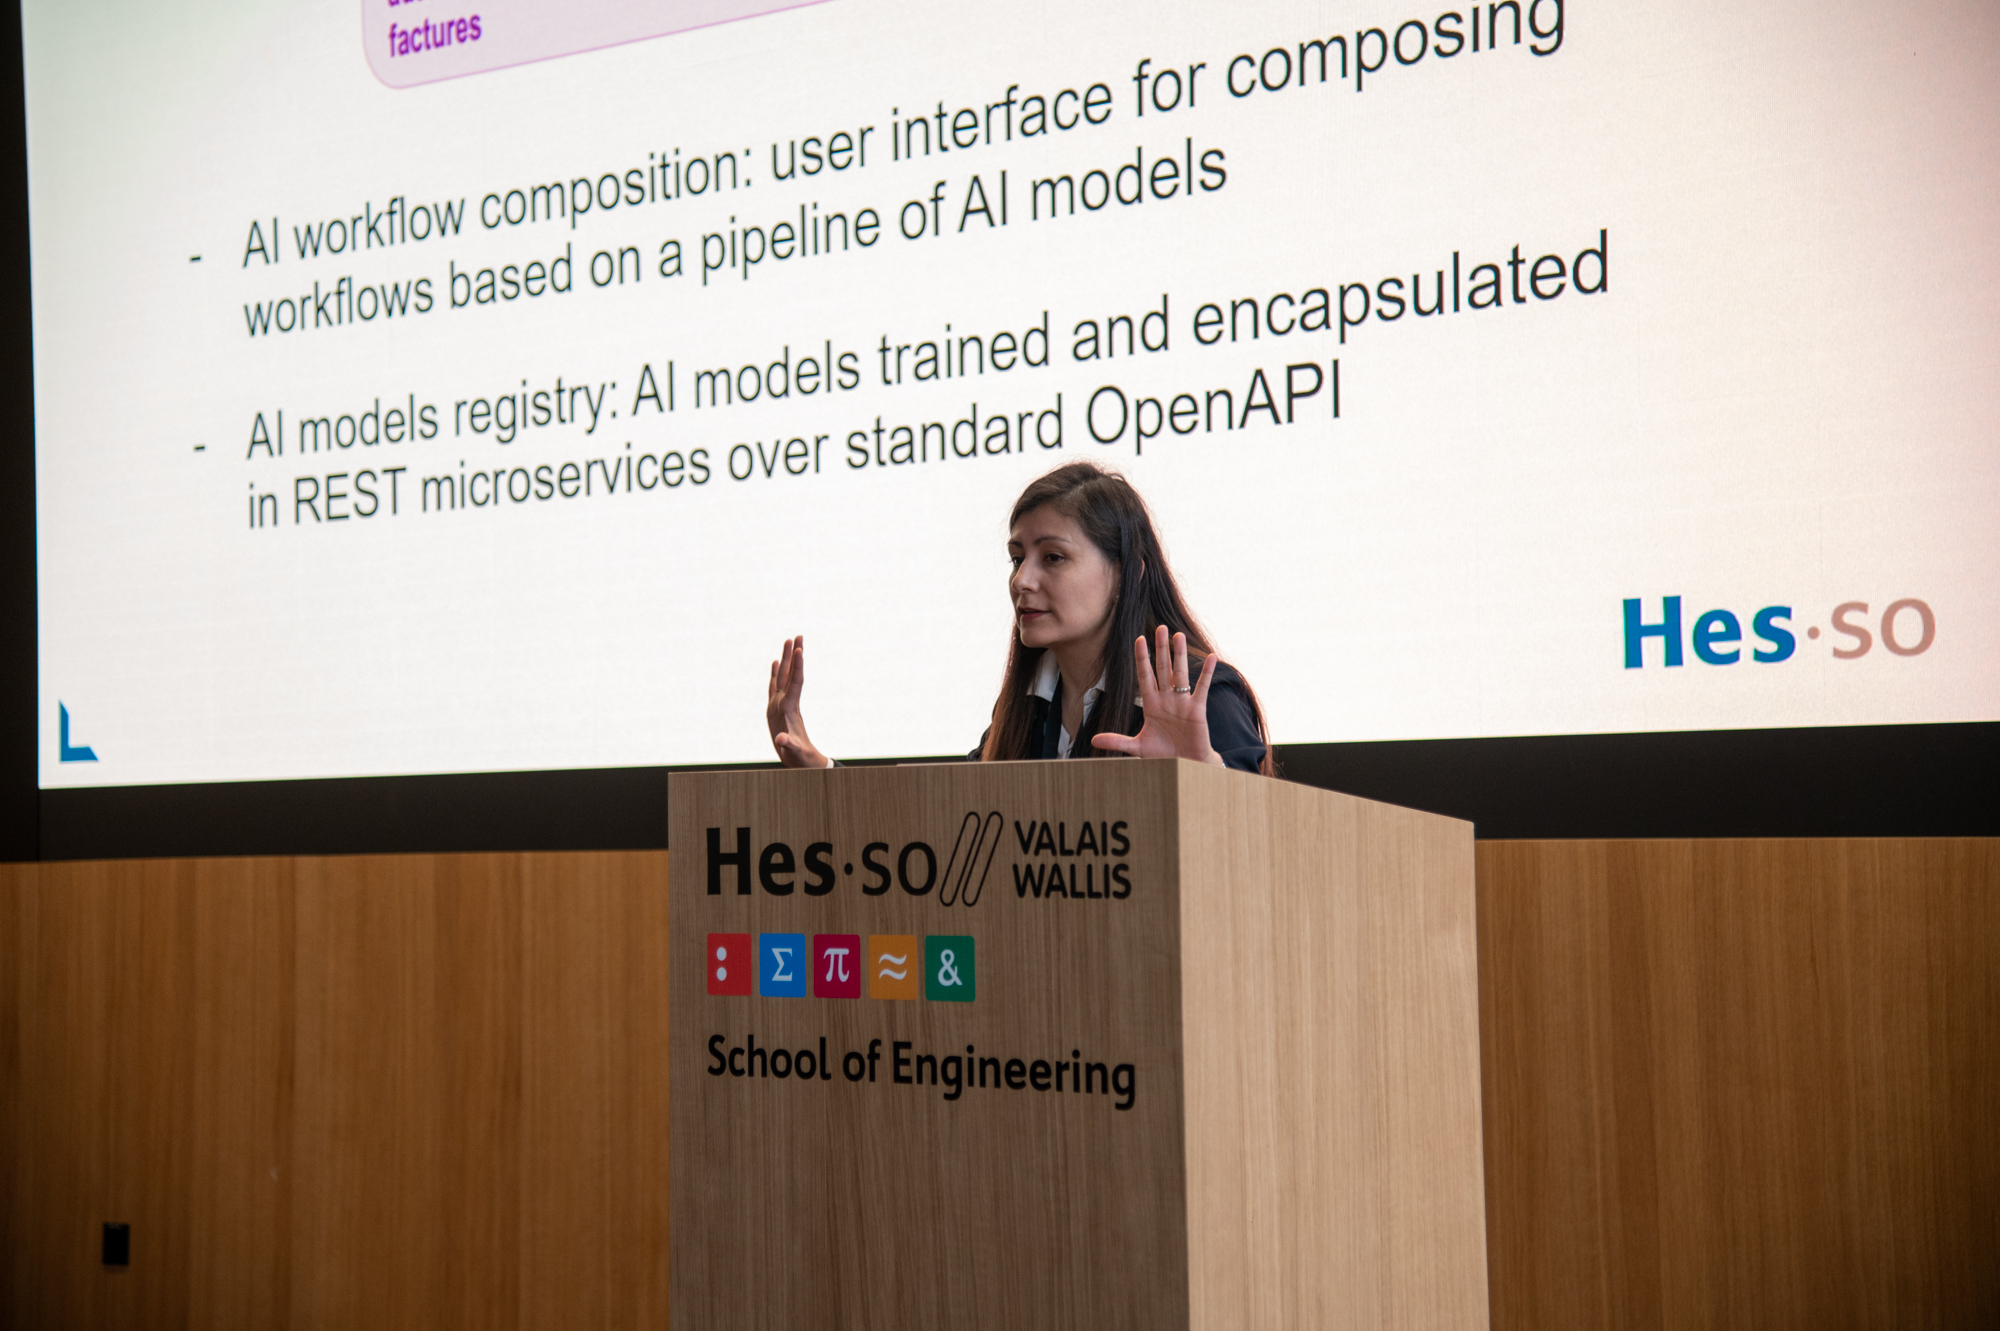 factures
- AI workflow composition: user interface for composing
workflows based on a pipeline of AI models
- AI models registry: AI models trained and encapsulated
in REST microservices over standard OpenAPI
Hes·so
Hes·so// VALAIS
WALLIS
: Σ π ≈ &
School of Engineering